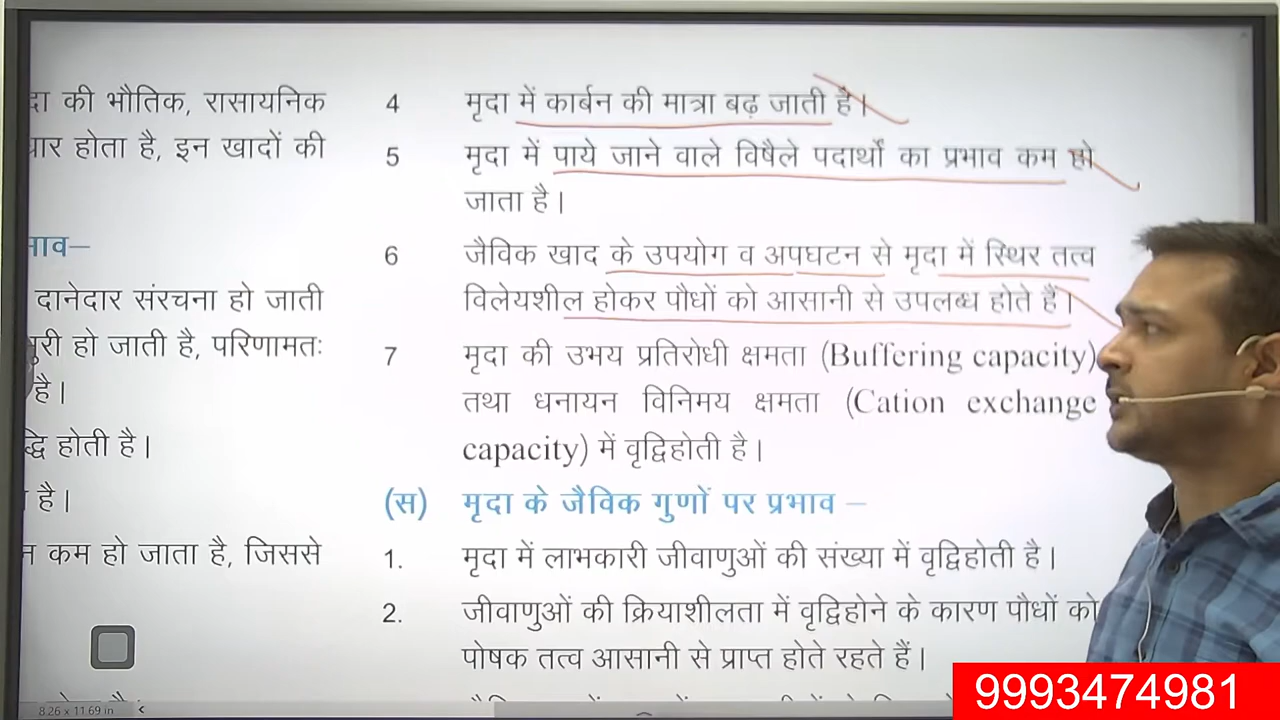 की भौतिक, रासायनिक
होता है, इन खादों की
दानेदार संरचना हो जाती
हो जाती है, परिणामतः
है।
होती है।
है।
कम हो जाता है, जिससे
4 मृदा में कार्बन की मात्रा बढ़ जाती है।
5 मृदा में पाये जाने वाले विषैले पदार्थों का प्रभाव कम हो
जाता है।
6 जैविक खाद के उपयोग व अपघटन से मृदा में स्थिर तत्व
विलेयशील होकर पौधों को आसानी से उपलब्ध होते हैं।
7 मृदा की उभय प्रतिरोधी क्षमता (Buffering capacity)
तथा धनायन विनिमय क्षमता (Cation exchange
capacity) में वृद्विहोती है।
(स) मृदा के जैविक गुणों पर प्रभाव –
1. मृदा में लाभकारी जीवाणुओं की संख्या में वृद्विहोती है।
2. जीवाणुओं की क्रियाशीलता में वृद्विहोने के कारण पौधों को
पोषक तत्व आसानी से प्राप्त होते रहते हैं।
8.26 x 11.69 in
9993474981